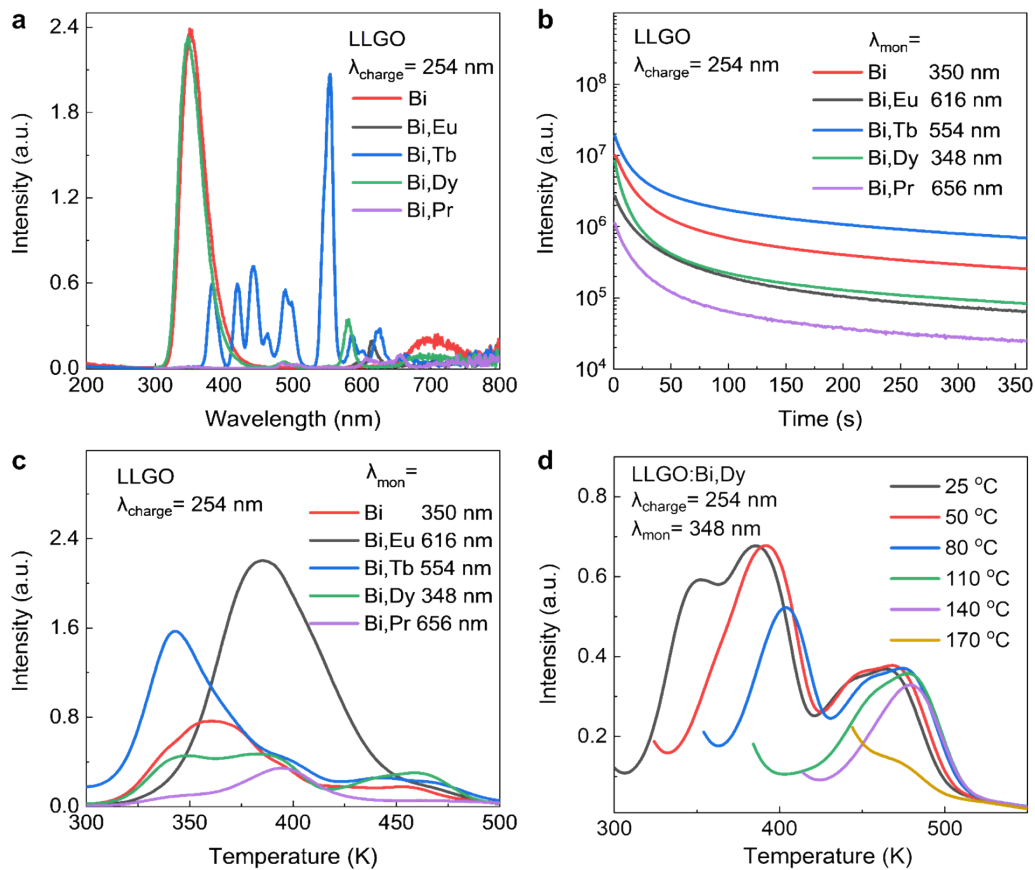 a
LLGO
λcharge= 254 nm
Bi
Bi,Eu
Bi,Tb
Bi,Dy
Bi,Pr
2.4
1.8
1.2
0.6
0.0
200 300 400 500 600 700 800
Intensity (a.u.)
Wavelength (nm)
b
LLGO
λcharge= 254 nm
λmon=
Bi 350 nm
Bi,Eu 616 nm
Bi,Tb 554 nm
Bi,Dy 348 nm
Bi,Pr 656 nm
10⁸
10⁷
10⁶
10⁵
10⁴
0 50 100 150 200 250 300 350
Intensity (a.u.)
Time (s)
c
LLGO
λcharge= 254 nm
λmon=
Bi 350 nm
Bi,Eu 616 nm
Bi,Tb 554 nm
Bi,Dy 348 nm
Bi,Pr 656 nm
2.4
1.6
0.8
0.0
300 350 400 450 500
Intensity (a.u.)
Temperature (K)
d
LLGO:Bi,Dy
λcharge= 254 nm
λmon= 348 nm
25 °C
50 °C
80 °C
110 °C
140 °C
170 °C
0.8
0.6
0.4
0.2
300 400 500
Intensity (a.u.)
Temperature (K)